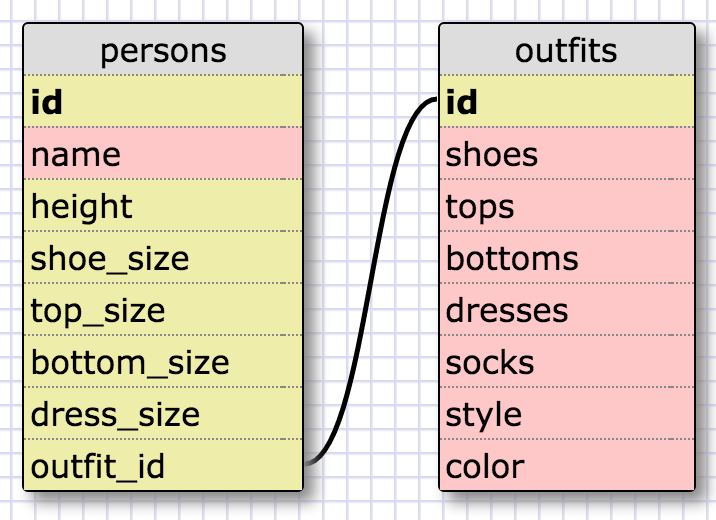 persons
id
name
height
shoe_size
top_size
bottom_size
dress_size
outfit_id
outfits
id
shoes
tops
bottoms
dresses
socks
style
color